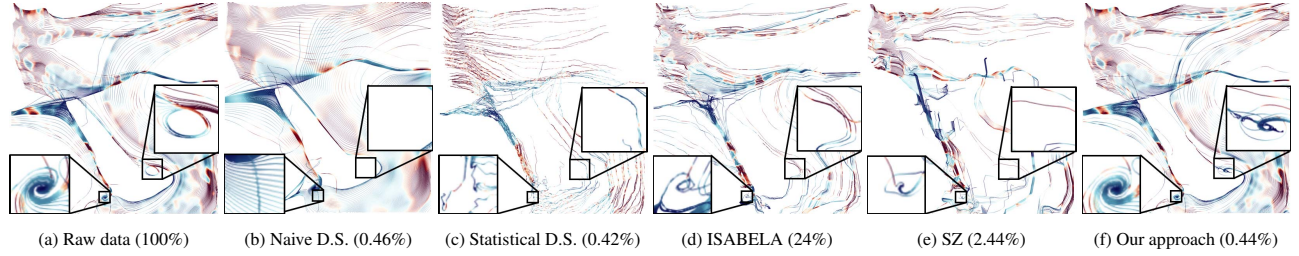 (a) Raw data (100%)
(b) Naive D.S. (0.46%)
(c) Statistical D.S. (0.42%)
(d) ISABELA (24%)
(e) SZ (2.44%)
(f) Our approach (0.44%)